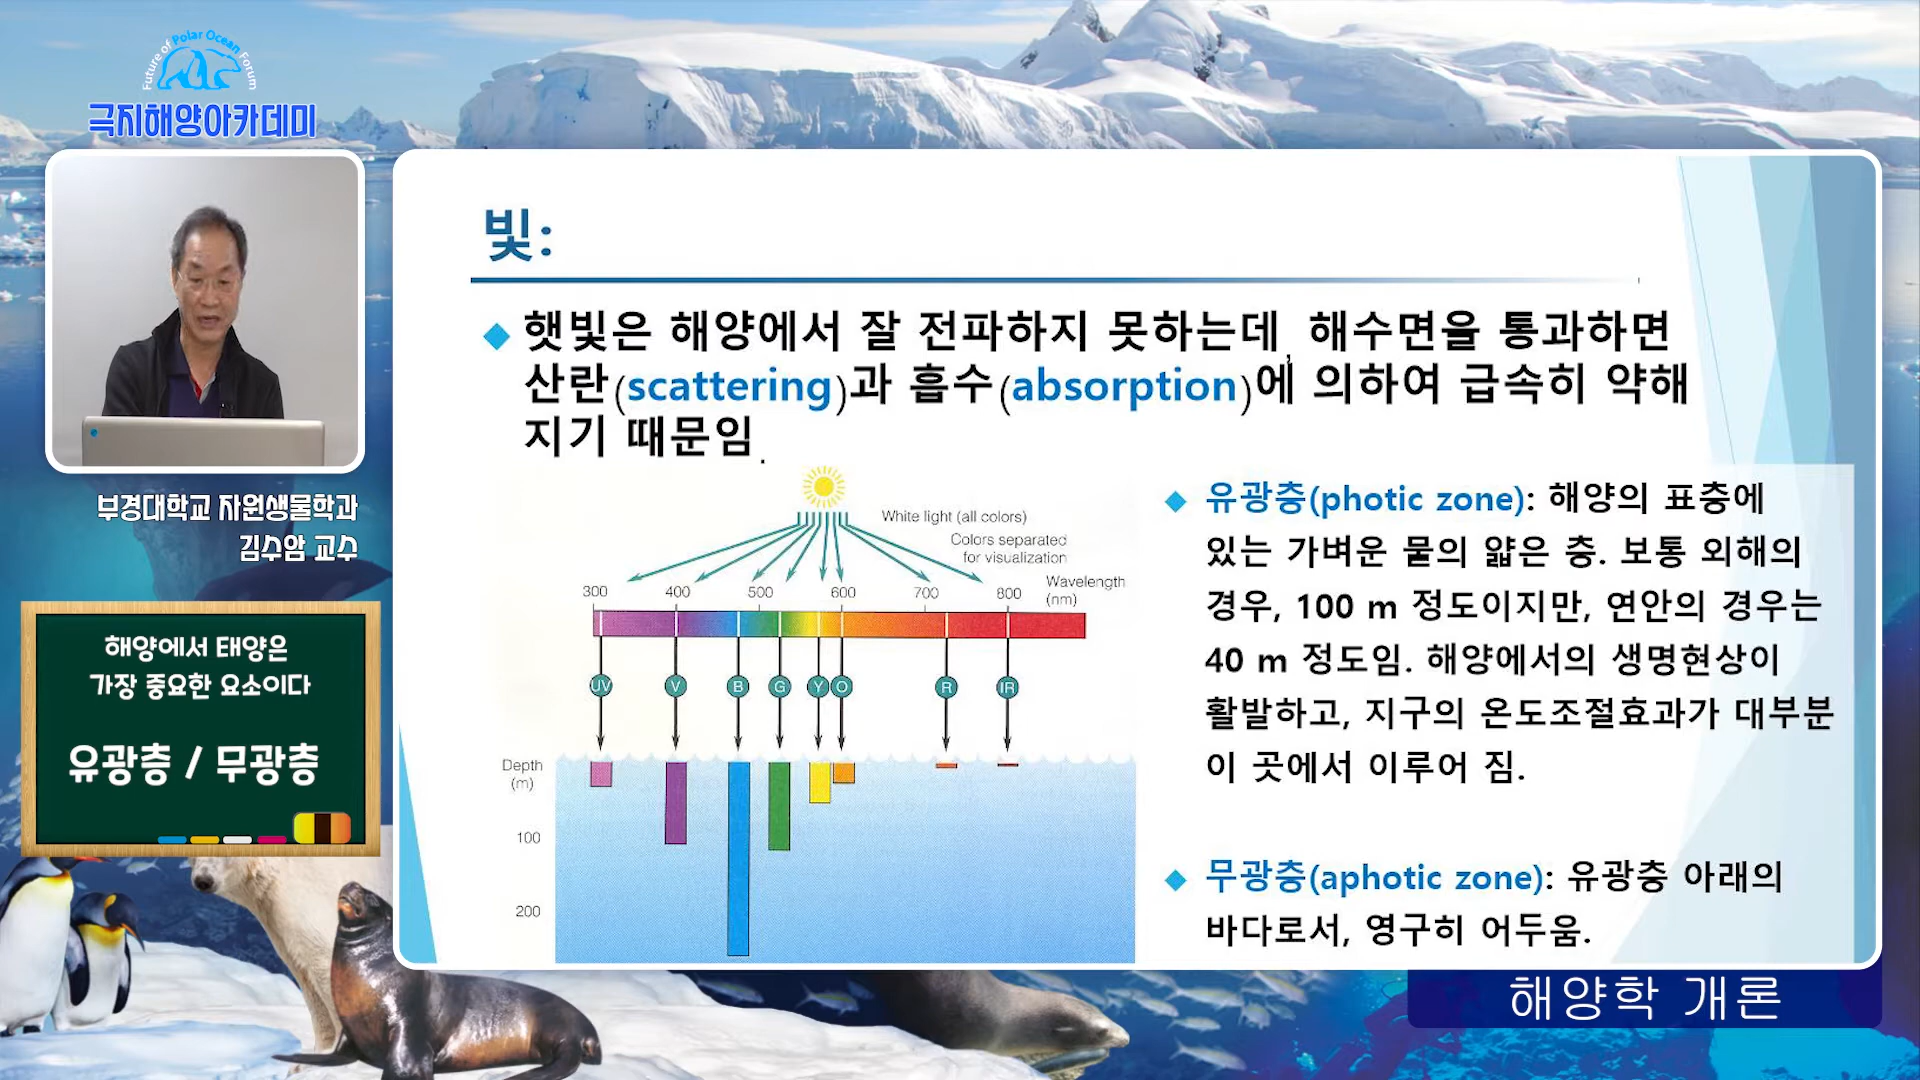 Future of Polar Ocean Forum
극지해양아카데미
부경대학교 자원생물학과
김수암 교수
해양에서 태양은
가장 중요한 요소이다
유광층 / 무광층
빛:
햇빛은 해양에서 잘 전파하지 못하는데, 해수면을 통과하면
산란(scattering)과 흡수(absorption)에 의하여 급속히 약해
지기 때문임.
White light (all colors)
Colors separated
for visualization
Wavelength
(nm)
300 400 500 600 700 800
UV V B G Y O R IR
Depth
(m)
100
200
유광층(photic zone): 해양의 표층에
있는 가벼운 물의 얇은 층. 보통 외해의
경우, 100 m 정도이지만, 연안의 경우는
40 m 정도임. 해양에서의 생명현상이
활발하고, 지구의 온도조절효과가 대부분
이 곳에서 이루어 짐.
무광층(aphotic zone): 유광층 아래의
바다로서, 영구히 어두움.
해양학 개론